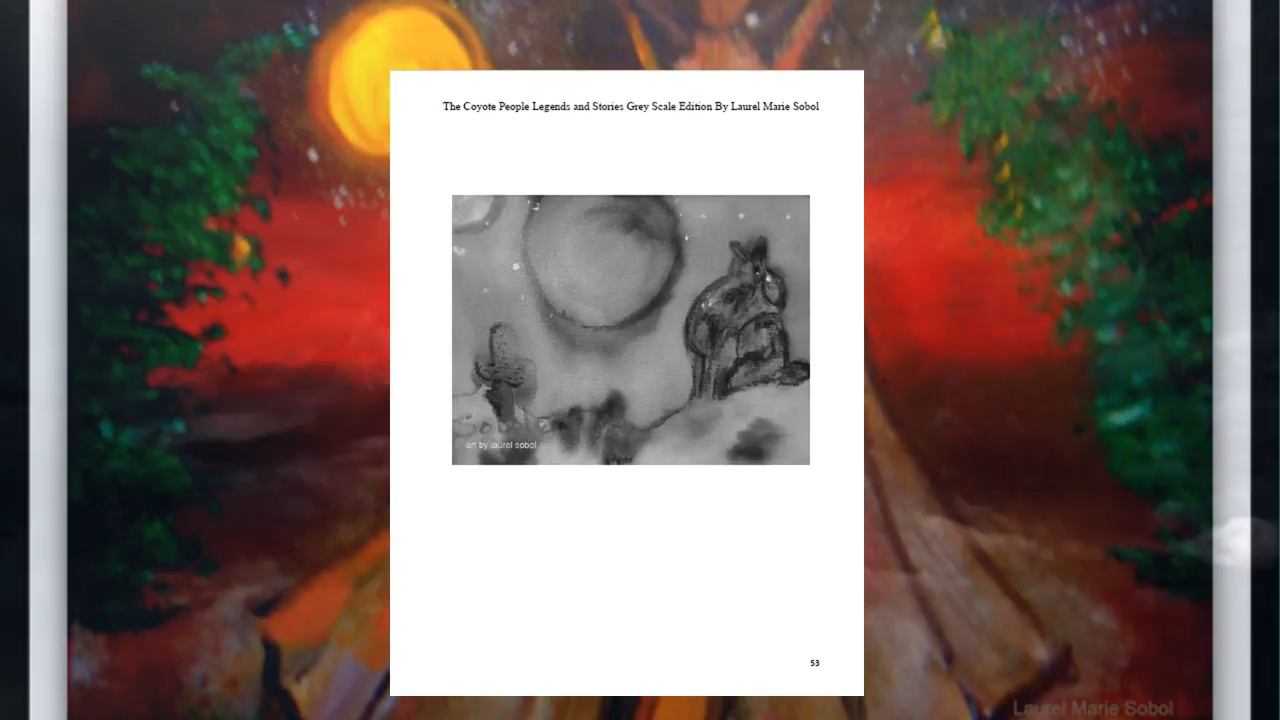 The Coyote People Legends and Stories Grey Scale Edition By Laurel Marie Sobol
art by laurel sobol
53
Laurel Marie Sobol